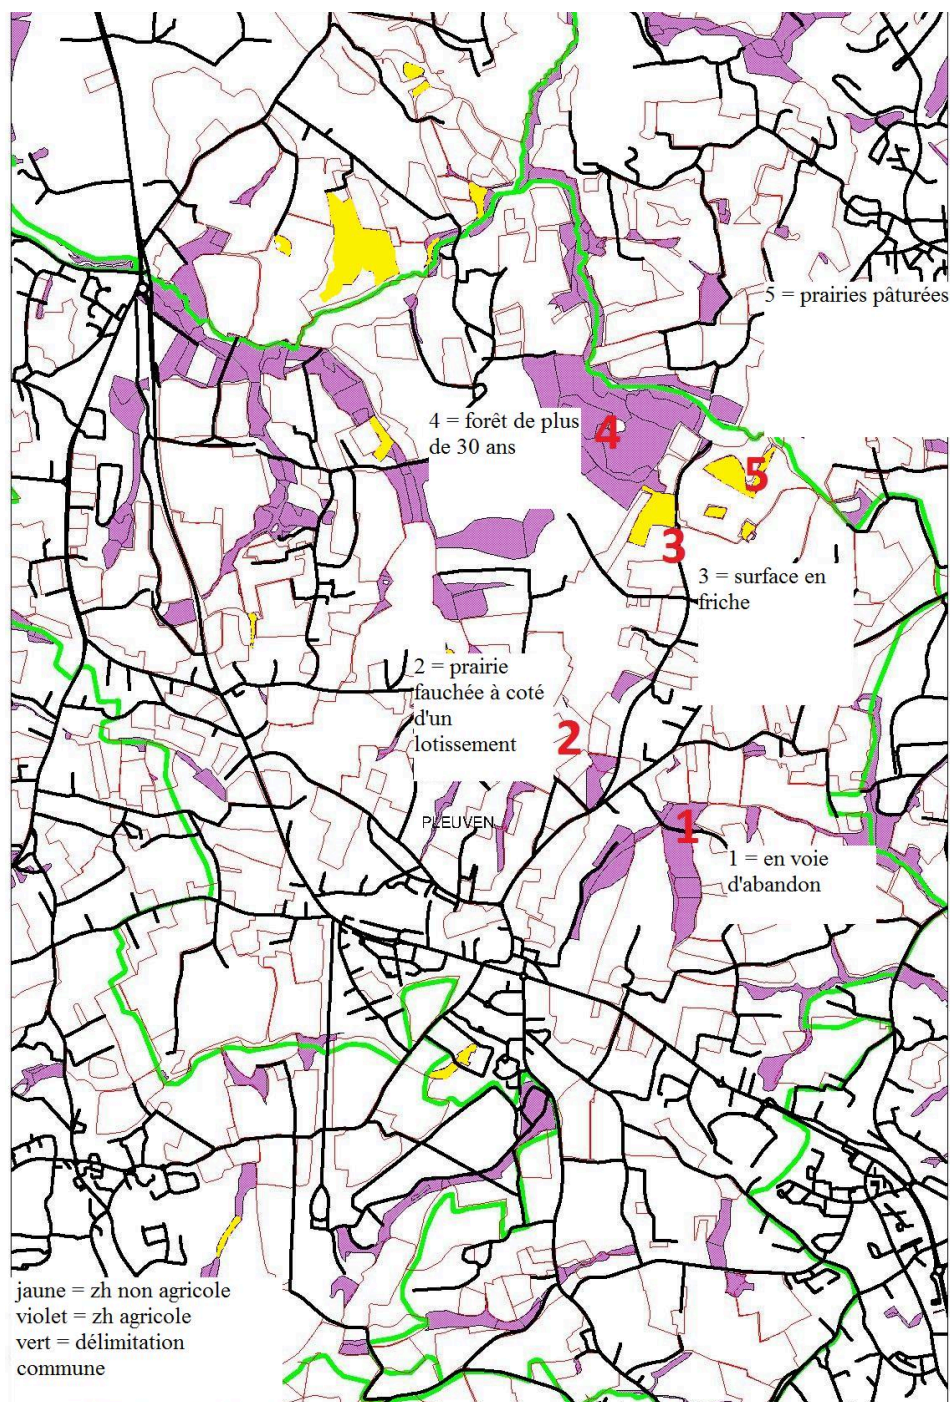 5 = prairies pâturées
4 = forêt de plus
de 30 ans
4
5
3
3 = surface en
friche
2 = prairie
fauchée à coté
d'un
lotissement
2
PLEUVEN
1
1 = en voie
d'abandon
jaune = zh non agricole
violet = zh agricole
vert = délimitation
commune